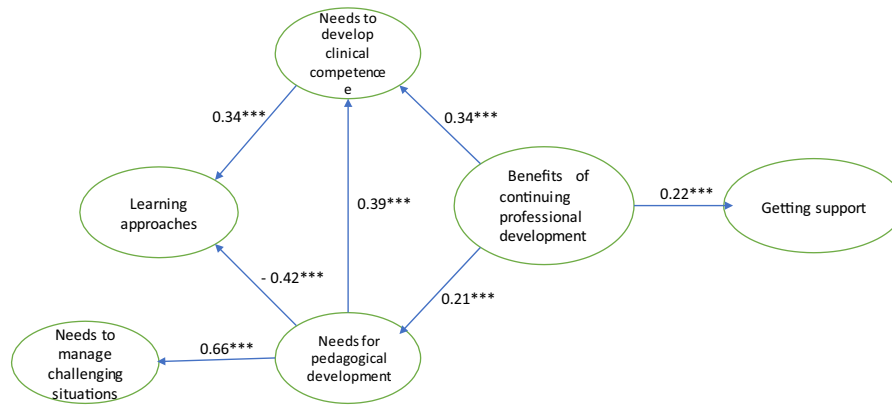 Needs to
develop
clinical
competenc
e
0.34***
0.34***
Learning
approaches
0.39***
Benefits of
continuing
professional
development
0.22***
Getting support
- 0.42***
0.21***
Needs to
manage
challenging
situations
0.66***
Needs for
pedagogical
development